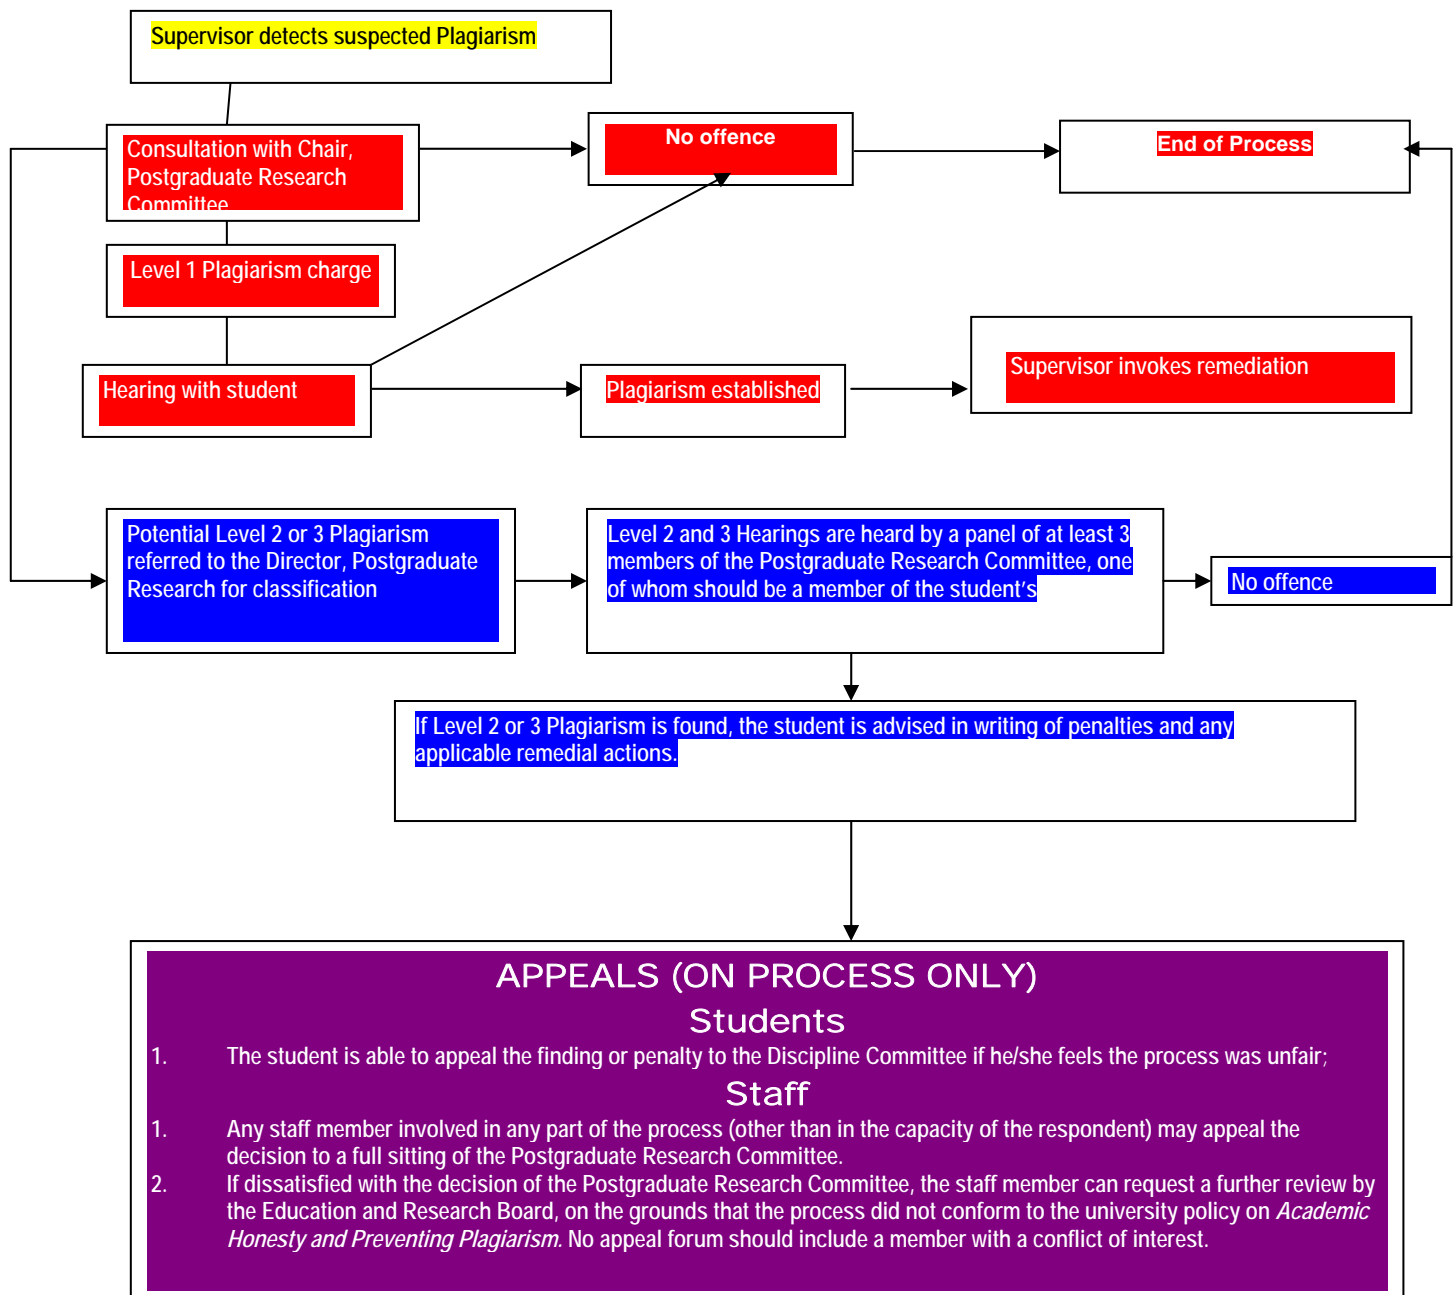 Supervisor detects suspected Plagiarism
Consultation with Chair,
Postgraduate Research
Committee
No offence
End of Process
Level 1 Plagiarism charge
Hearing with student
Plagiarism established
Supervisor invokes remediation
Potential Level 2 or 3 Plagiarism
referred to the Director, Postgraduate
Research for classification
Level 2 and 3 Hearings are heard by a panel of at least 3
members of the Postgraduate Research Committee, one
of whom should be a member of the student’s
No offence
If Level 2 or 3 Plagiarism is found, the student is advised in writing of penalties and any
applicable remedial actions.
APPEALS (ON PROCESS ONLY)
Students
1. The student is able to appeal the finding or penalty to the Discipline Committee if he/she feels the process was unfair;
Staff
1. Any staff member involved in any part of the process (other than in the capacity of the respondent) may appeal the
decision to a full sitting of the Postgraduate Research Committee.
2. If dissatisfied with the decision of the Postgraduate Research Committee, the staff member can request a further review by
the Education and Research Board, on the grounds that the process did not conform to the university policy on Academic
Honesty and Preventing Plagiarism. No appeal forum should include a member with a conflict of interest.